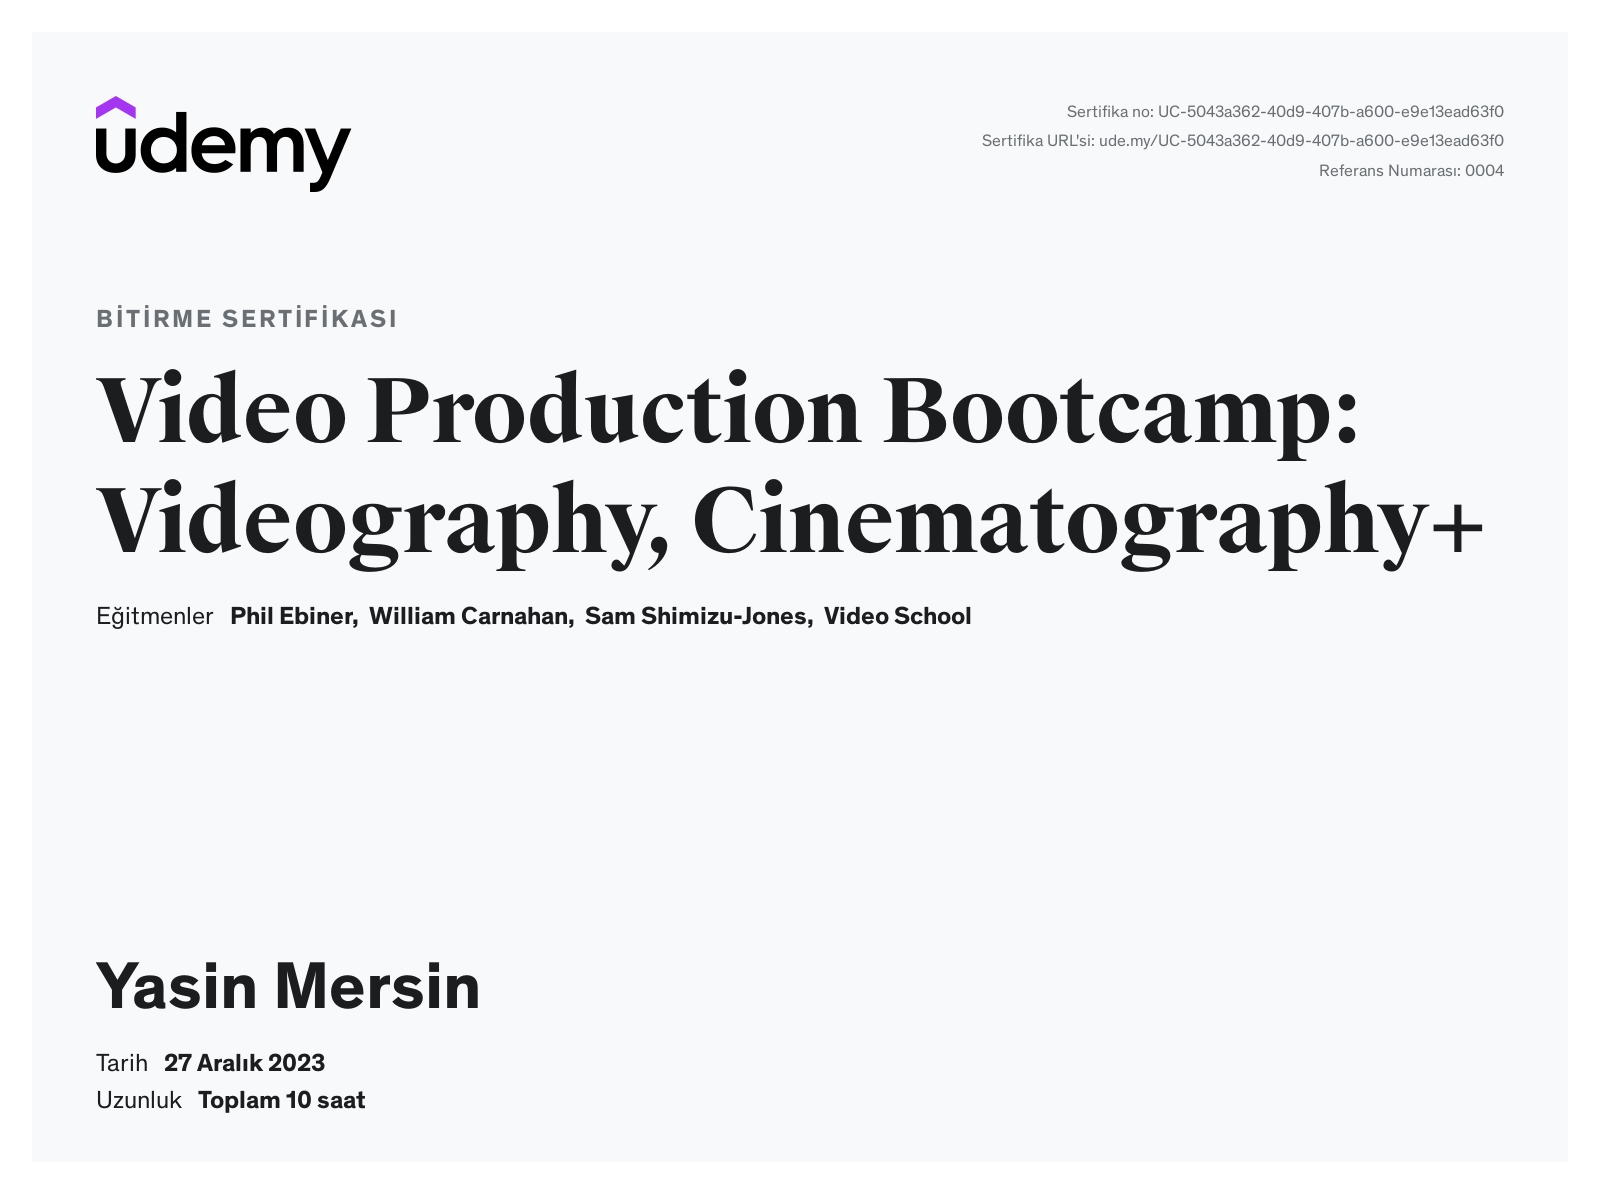 udemy
Sertifika no: UC-5043a362-40d9-407b-a600-e9e13ead63f0
Sertifika URL'si: ude.my/UC-5043a362-40d9-407b-a600-e9e13ead63f0
Referans Numarası: 0004
BİTİRME SERTİFİKASI
Video Production Bootcamp:
Videography, Cinematography+
Eğitmenler Phil Ebiner, William Carnahan, Sam Shimizu-Jones, Video School
Yasin Mersin
Tarih 27 Aralık 2023
Uzunluk Toplam 10 saat